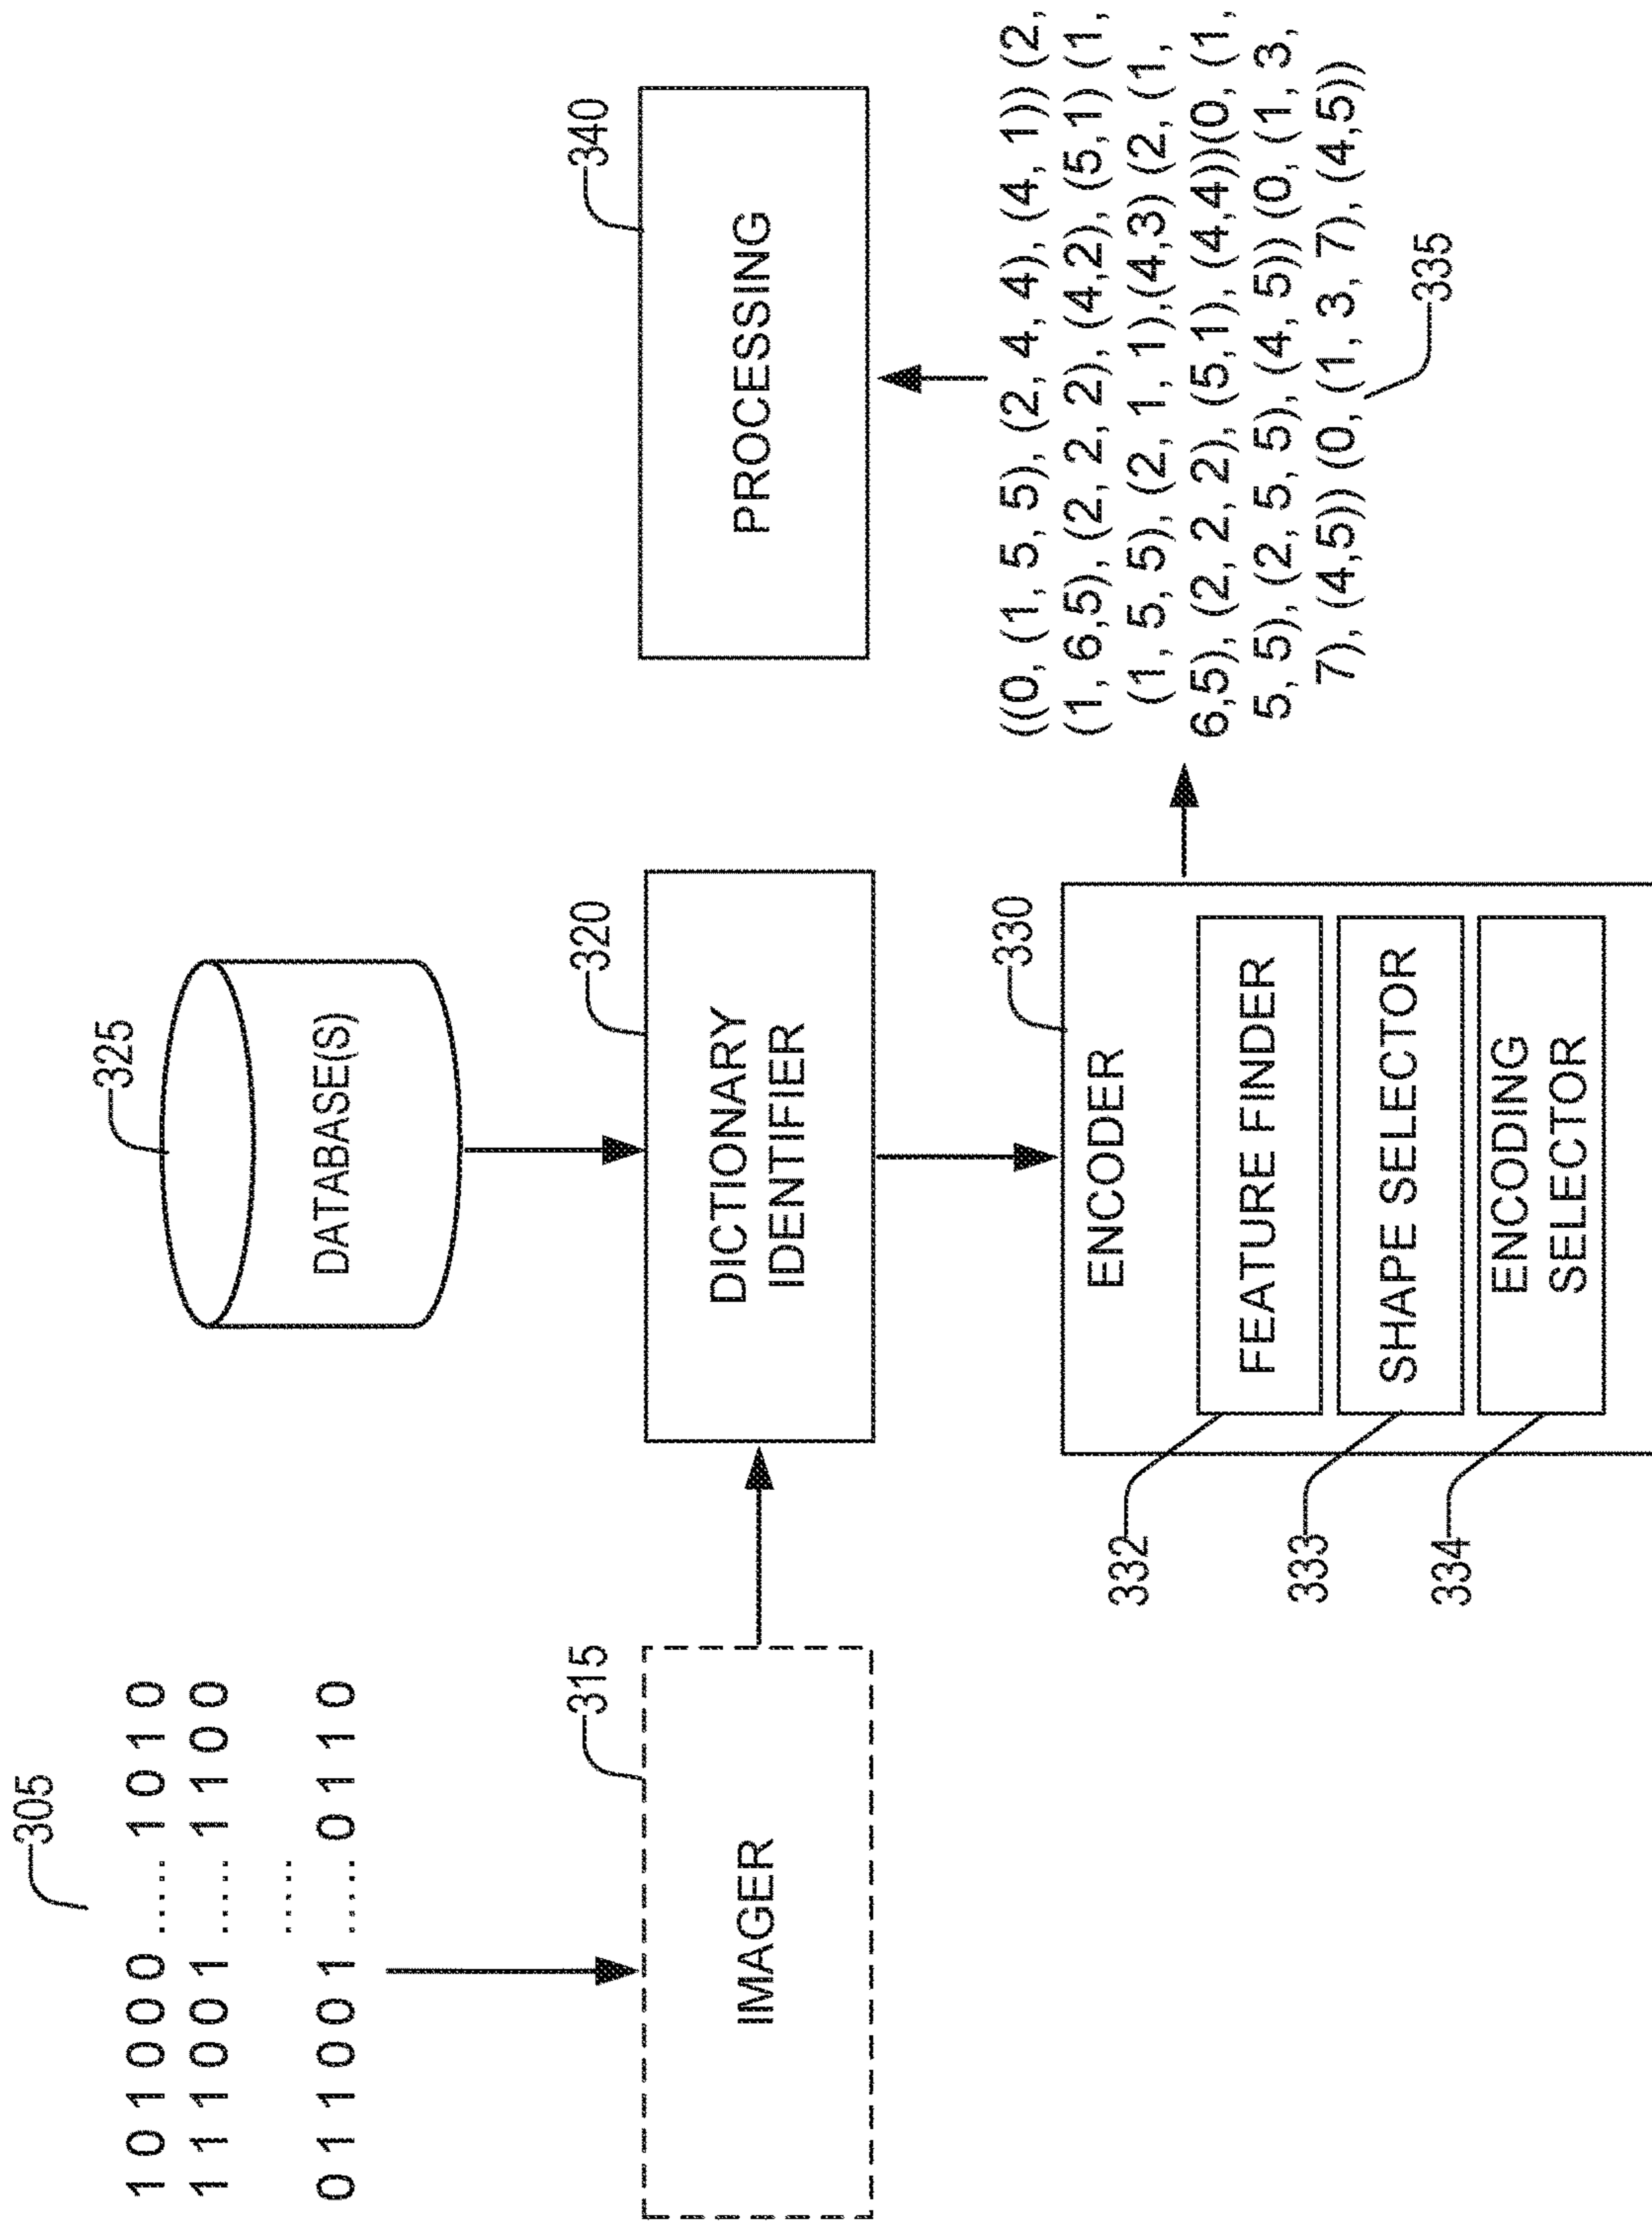 305
1 0 1 0 0 0 ..... 1 0 1 0
1 1 1 0 0 1 ..... 1 1 0 0
.....
0 1 1 0 0 1 ..... 0 1 1 0
315
IMAGER
325
DATABASE(S)
320
DICTIONARY
IDENTIFIER
330
ENCODER
332
FEATURE FINDER
333
SHAPE SELECTOR
334
ENCODING
SELECTOR
340
PROCESSING
((0, (1, 5, 5), (2, 4, 4), (4, 1)) (2,
(1, 6,5), (2, 2, 2), (4,2), (5,1) (1,
(1, 5, 5), (2, 1, 1),(4,3) (2, (1,
6,5), (2, 2, 2), (5,1), (4,4))(0, (1,
5, 5), (2, 5, 5), (4, 5)) (0, (1, 3,
7), (4,5)) (0, (1, 3, 7), (4,5))
335